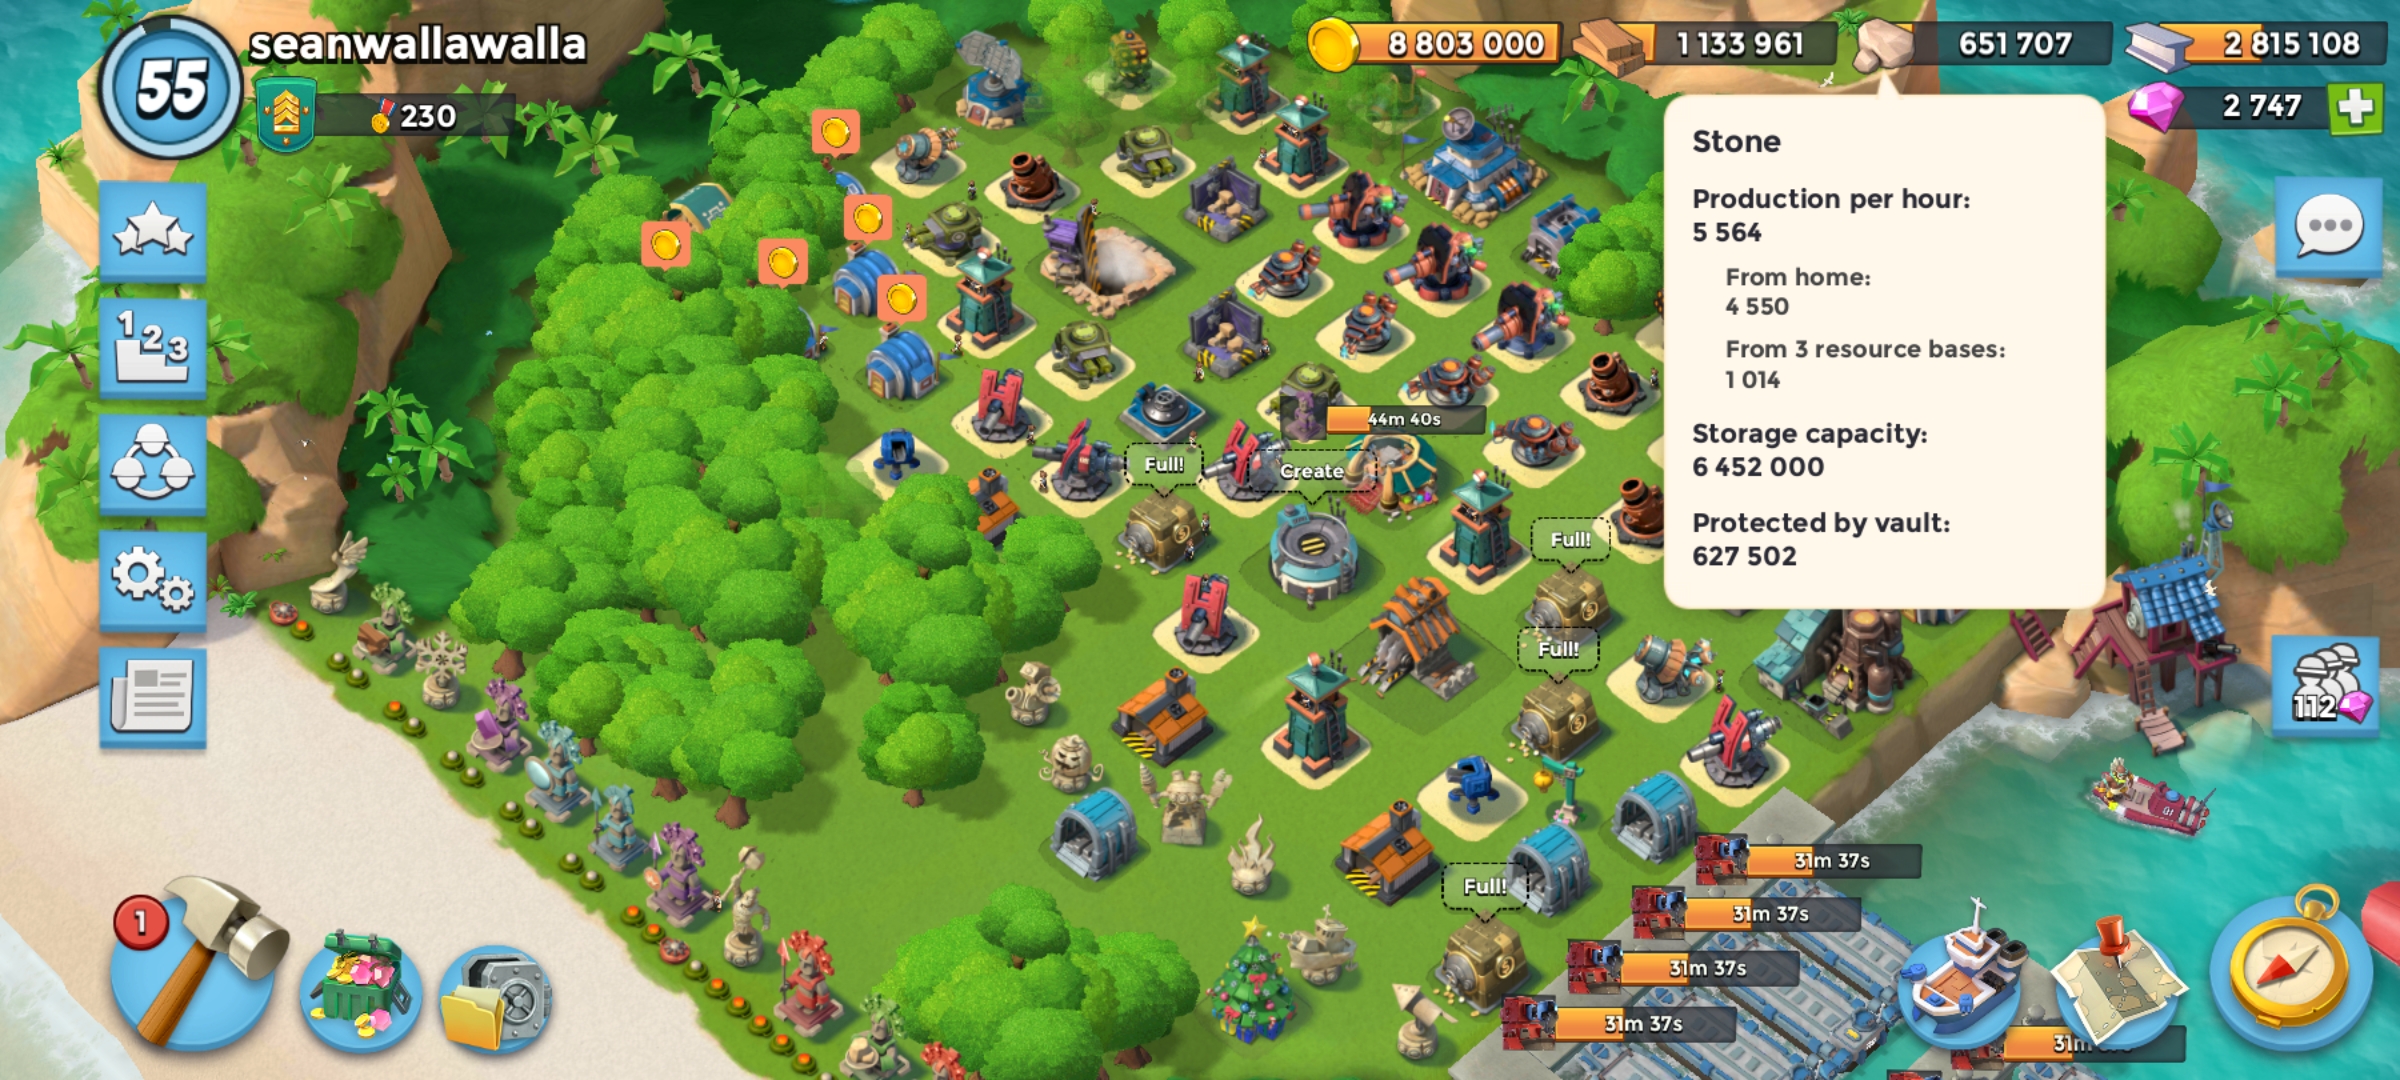 55
seanwallawalla
230
8 803 000
1 133 961
651 707
2 815 108
2 747
Stone
Production per hour:
5 564
From home:
4 550
From 3 resource bases:
1 014
Storage capacity:
6 452 000
Protected by vault:
627 502
1 2 3
44m 40s
Full!
Create
Full!
Full!
112
Full!
31m 37s
31m 37s
31m 37s
31m 37s
1